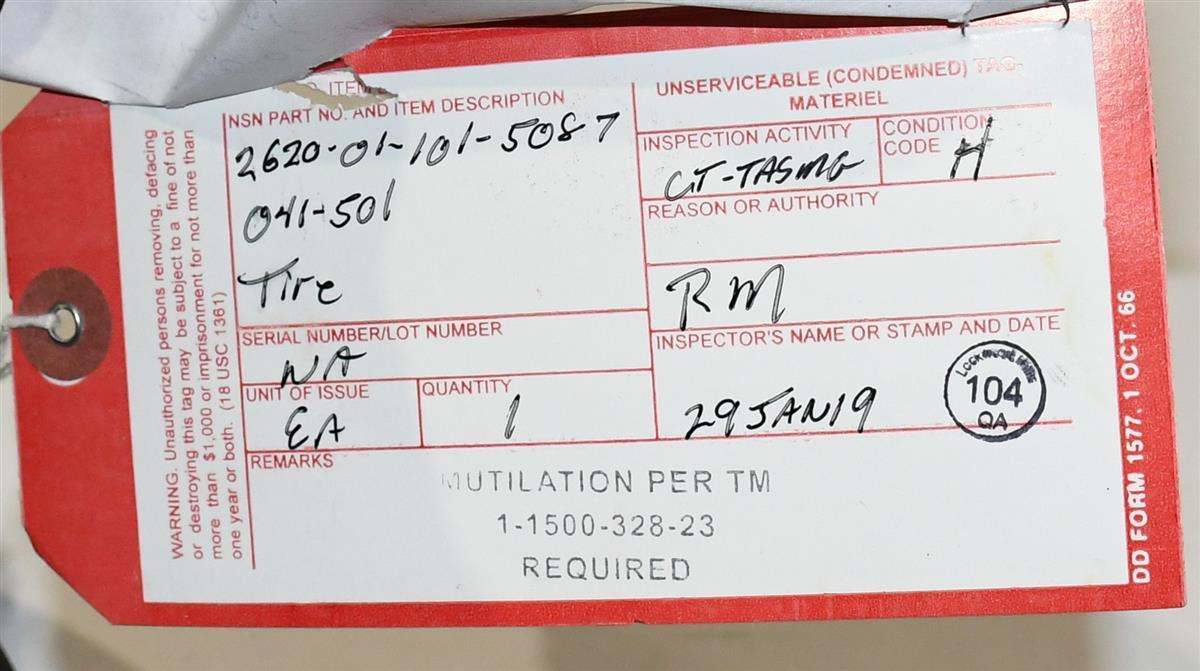 NSN PART NO. AND ITEM DESCRIPTION
2620-01-101-5087
041-501
Tire
SERIAL NUMBER/LOT NUMBER
NA
UNIT OF ISSUE
EA
QUANTITY
1
UNSERVICEABLE (CONDEMNED) TAG-
MATERIEL
INSPECTION ACTIVITY
CT-TASMG
CONDITION
CODE H
REASON OR AUTHORITY
RM
INSPECTOR'S NAME OR STAMP AND DATE
29 JAN 19
104
QA
REMARKS
MUTILATION PER TM
1-1500-328-23
REQUIRED
WARNING. Unauthorized persons removing, defacing
or destroying this tag may be subject to a fine of not
more than $1,000 or imprisonment for not more than
one year or both. (18 USC 1361)
DD FORM 1577. 1 OCT. 66